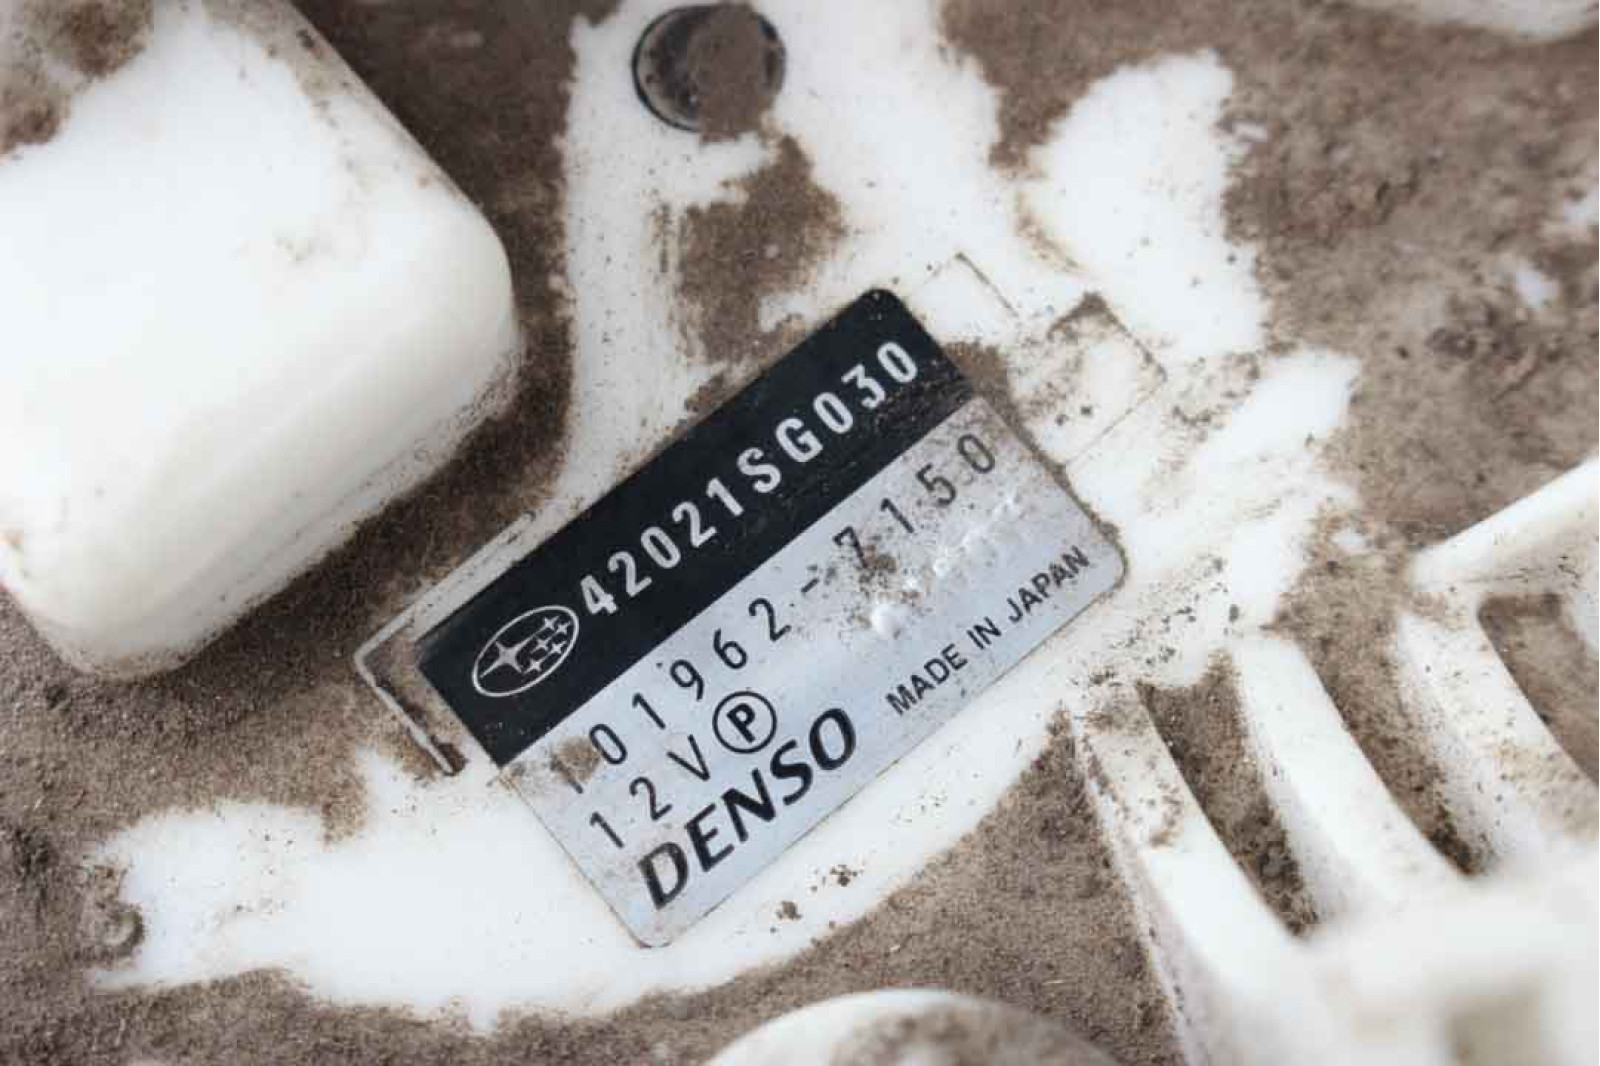 42021SG030
101962-7150
12V Ⓟ
DENSO MADE IN JAPAN